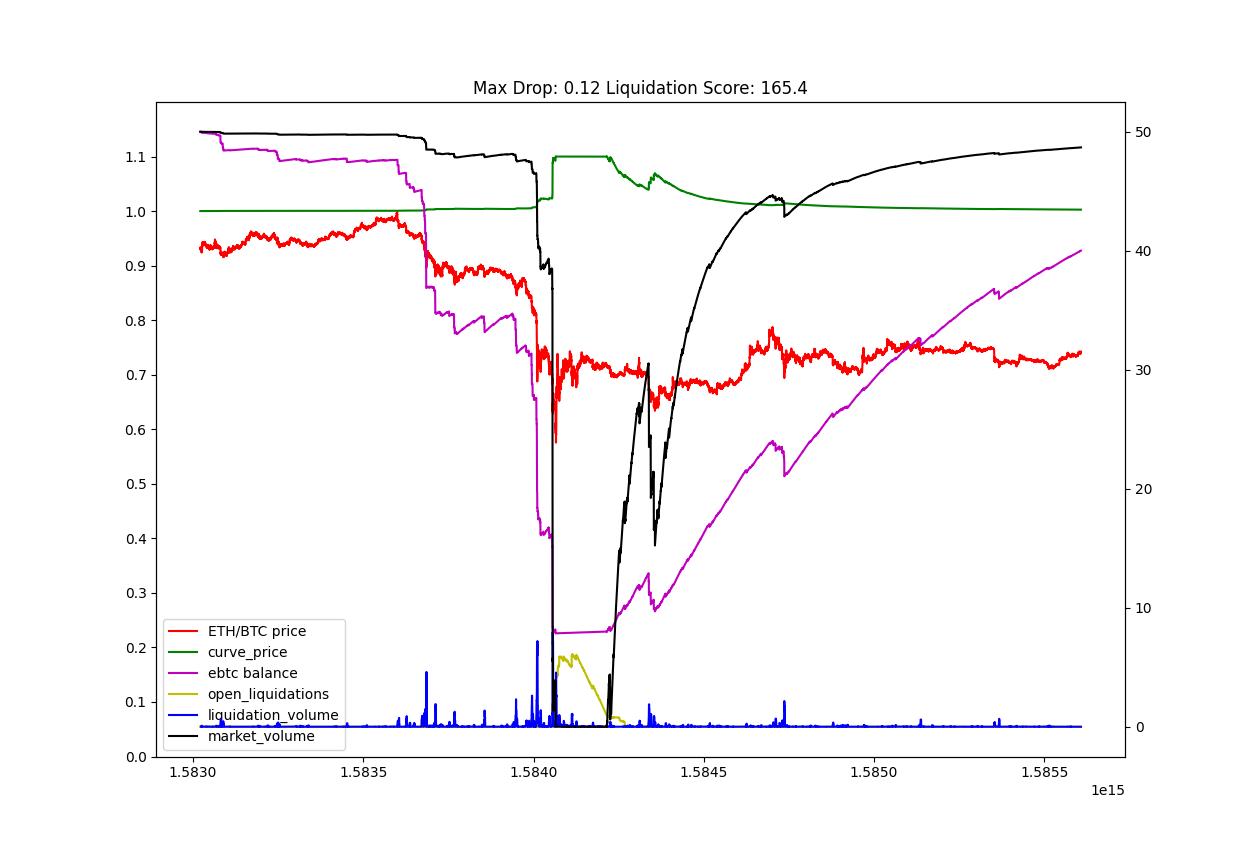 Max Drop: 0.12 Liquidation Score: 165.4
1.1
1.0
0.9
0.8
0.7
0.6
0.5
0.4
0.3
0.2
0.1
0.0
50
40
30
20
10
0
ETH/BTC price
curve_price
ebtc balance
open_liquidations
liquidation_volume
market_volume
1.5830 1.5835 1.5840 1.5845 1.5850 1.5855
1e15